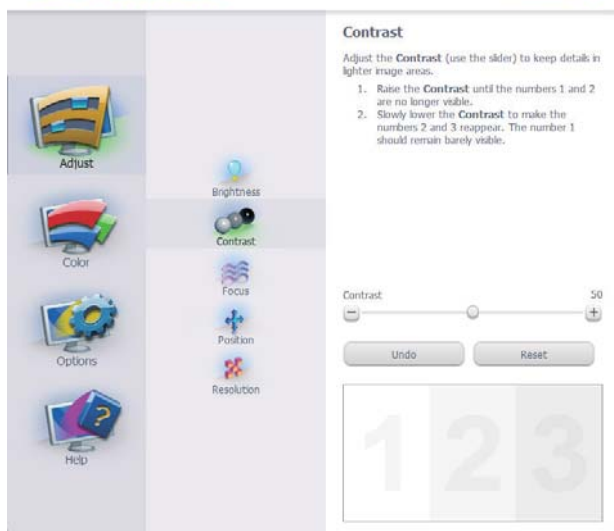 Adjust
Color
Options
Help
Brightness
Contrast
Focus
Position
Resolution
Contrast
Adjust the Contrast (use the slider) to keep details in
lighter image areas.
1. Raise the Contrast until the numbers 1 and 2
are no longer visible.
2. Slowly lower the Contrast to make the
numbers 2 and 3 reappear. The number 1
should remain barely visible.
Contrast 50
Undo Reset
1 2 3